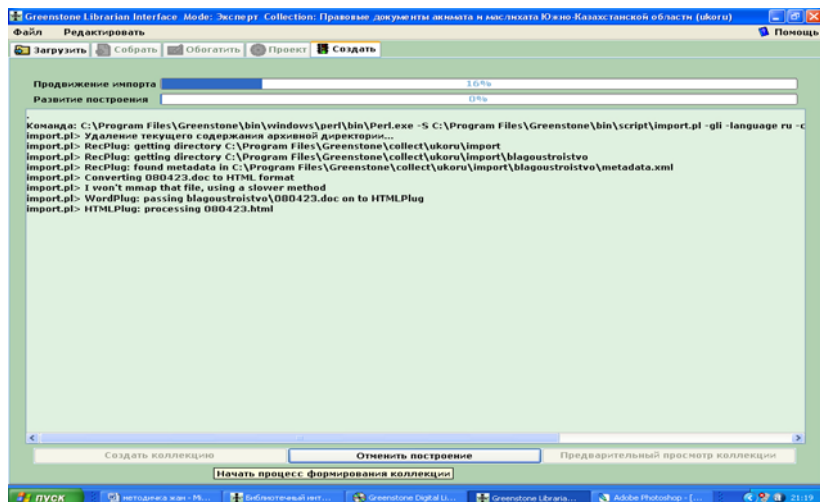 Greenstone Librarian Interface Mode: Эксперт Collection: Правовые документы акимата и маслихата Южно-Казахстанской области (ukoru)
Файл Редактировать Помощь
Загрузить Собрать Обогатить Проект Создать
Продвижение импорта 16%
Развитие построения 0%
.
Команда: C:\Program Files\Greenstone\bin\windows\perl\bin\Perl.exe -S C:\Program Files\Greenstone\bin\script\import.pl -gli -language ru -c
import.pl> Удаление текущего содержания архивной директории...
import.pl> RecPlug: getting directory C:\Program Files\Greenstone\collect\ukoru\import
import.pl> RecPlug: getting directory C:\Program Files\Greenstone\collect\ukoru\import\blagoustroistvo
import.pl> RecPlug: found metadata in C:\Program Files\Greenstone\collect\ukoru\import\blagoustroistvo\metadata.xml
import.pl> Converting 080423.doc to HTML format
import.pl> I won't mmap that file, using a slower method
import.pl> WordPlug: passing blagoustroistvo\080423.doc on to HTMLPlug
import.pl> HTMLPlug: processing 080423.html
Создать коллекцию Отменить построение Предварительный просмотр коллекции
Начать процесс формирования коллекции
пуск методичка жан - Mi... Библиотечный инт... Greenstone Digital Li... Greenstone Libraria... Adobe Photoshop - [... 21:19